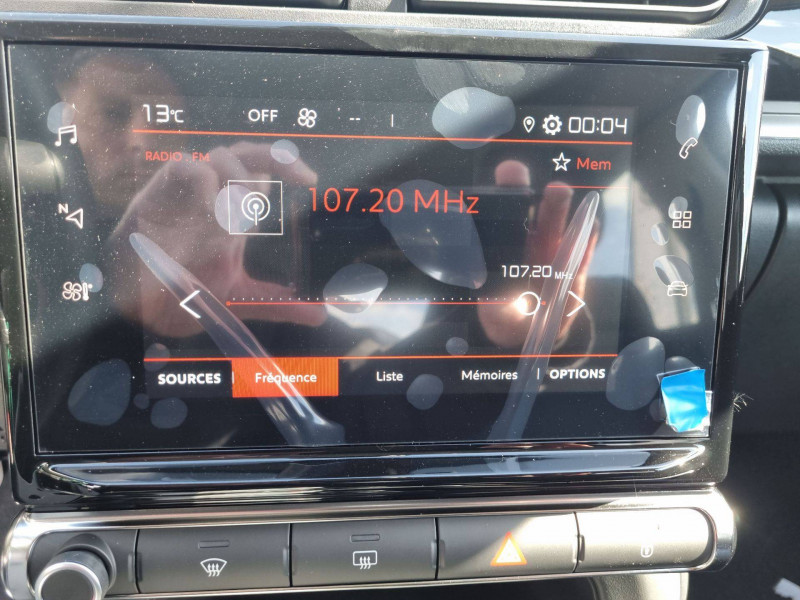 13°C OFF -- 00:04
RADIO . FM Mem
107.20 MHz
107.20 MHz
N
SOURCES Fréquence Liste Mémoires OPTIONS